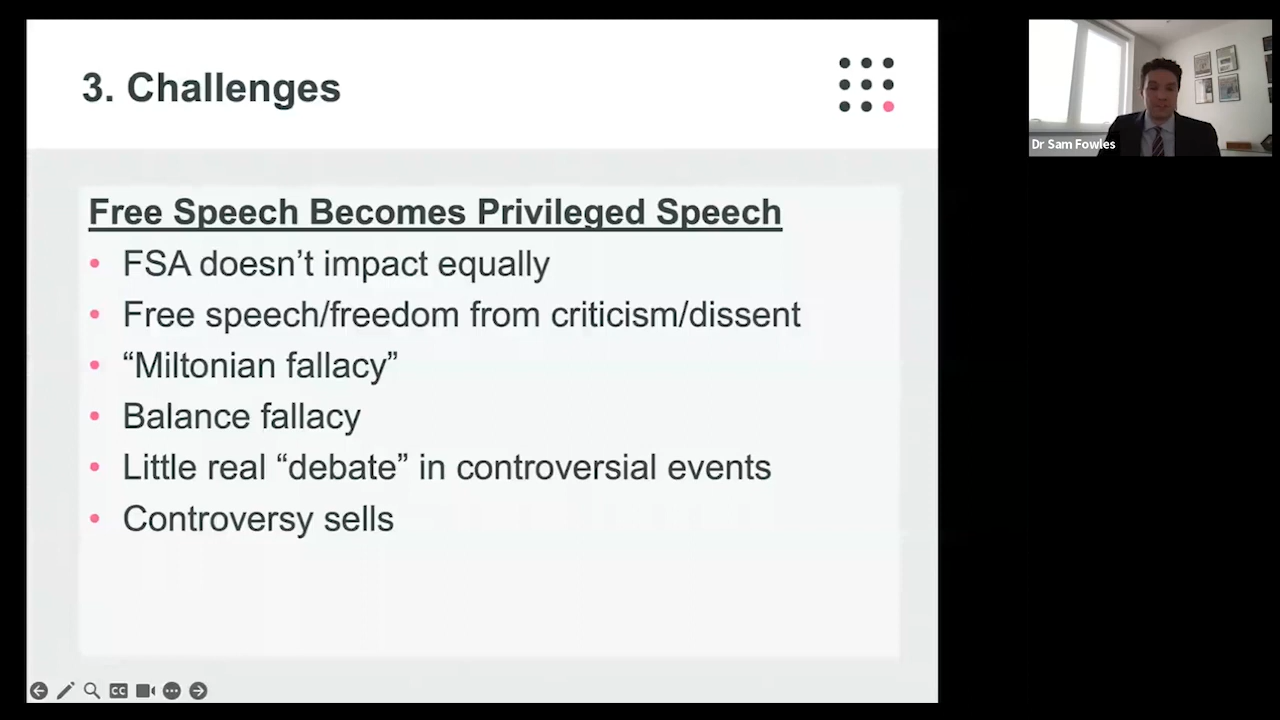 3. Challenges
Free Speech Becomes Privileged Speech
• FSA doesn’t impact equally
• Free speech/freedom from criticism/dissent
• “Miltonian fallacy”
• Balance fallacy
• Little real “debate” in controversial events
• Controversy sells
Dr Sam Fowles
CC